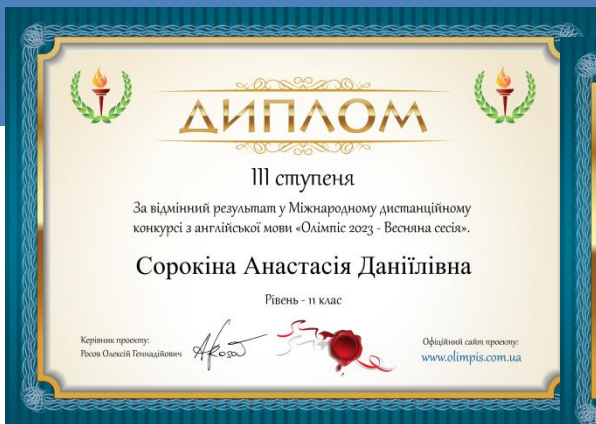 ДИПЛОМ
III ступеня
За відмінний результат у Міжнародному дистанційному
конкурсі з англійської мови «Олімпіс 2023 - Весняна сесія».
Сорокіна Анастасія Даніїлівна
Рівень - 11 клас
Керівник проекту:
Росов Олексій Геннадійович
Офіційний сайт проекту:
www.olimpis.com.ua